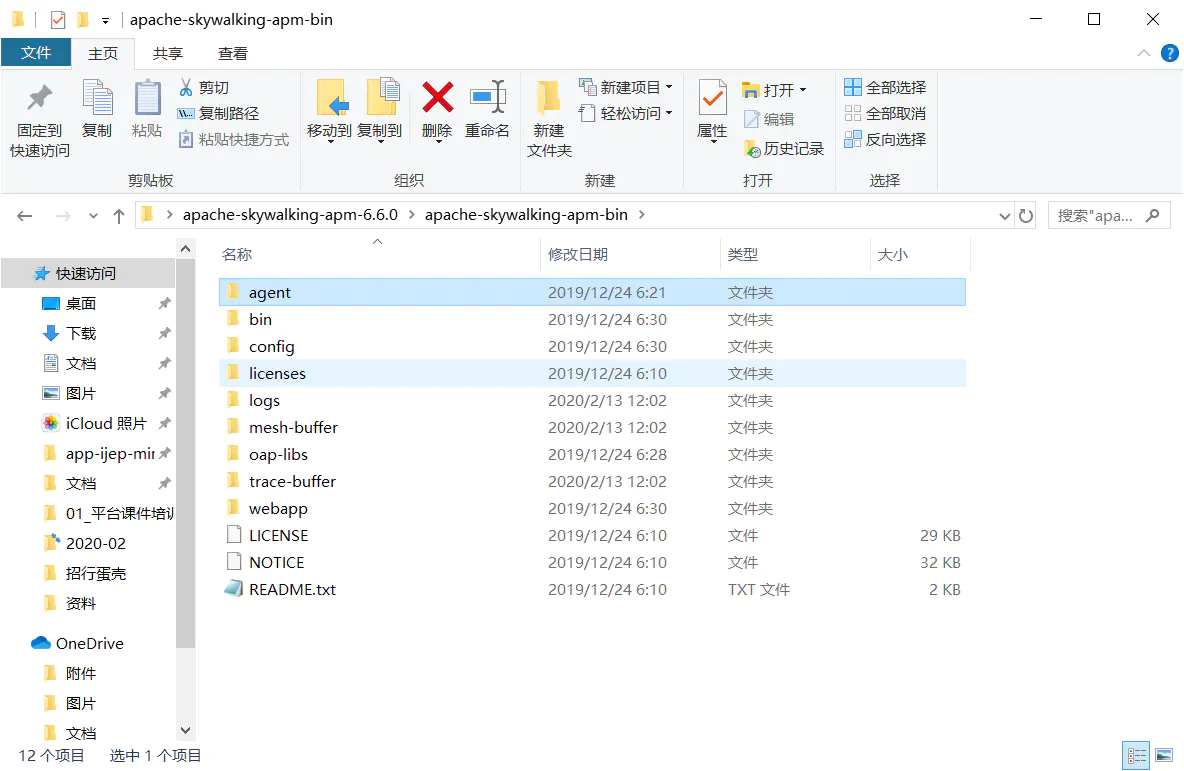 apache-skywalking-apm-bin
文件 主页 共享 查看
固定到快速访问
复制
粘贴
剪切
复制路径
粘贴快捷方式
移动到 复制到
删除 重命名
新建文件夹
新建项目
轻松访问
属性
打开
编辑
历史记录
全部选择
全部取消
反向选择
剪贴板 组织 新建 打开 选择
apache-skywalking-apm-6.6.0 apache-skywalking-apm-bin
搜索"apa...
快速访问
桌面
下载
文档
图片
iCloud 照片
app-ijep-mir
文档
01_平台课件培训
2020-02
招行蛋壳
资料
OneDrive
附件
图片
文档
名称 修改日期 类型 大小
agent 2019/12/24 6:21 文件夹
bin 2019/12/24 6:30 文件夹
config 2019/12/24 6:30 文件夹
licenses 2019/12/24 6:10 文件夹
logs 2020/2/13 12:02 文件夹
mesh-buffer 2020/2/13 12:02 文件夹
oap-libs 2019/12/24 6:28 文件夹
trace-buffer 2020/2/13 12:02 文件夹
webapp 2019/12/24 6:30 文件夹
LICENSE 2019/12/24 6:10 文件 29 KB
NOTICE 2019/12/24 6:10 文件 32 KB
README.txt 2019/12/24 6:10 TXT 文件 2 KB
12 个项目 选中 1 个项目